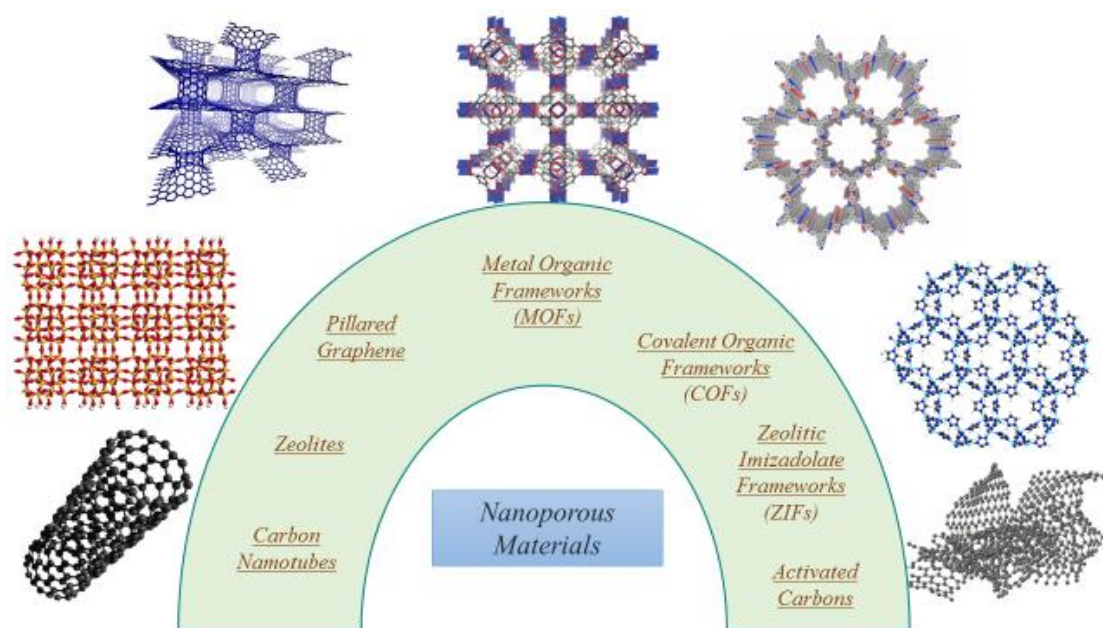 Metal Organic
Frameworks
(MOFs)
Pillared
Graphene
Covalent Organic
Frameworks
(COFs)
Zeolites
Zeolitic
Imizadolate
Frameworks
(ZIFs)
Nanoporous
Materials
Carbon
Namotubes
Activated
Carbons